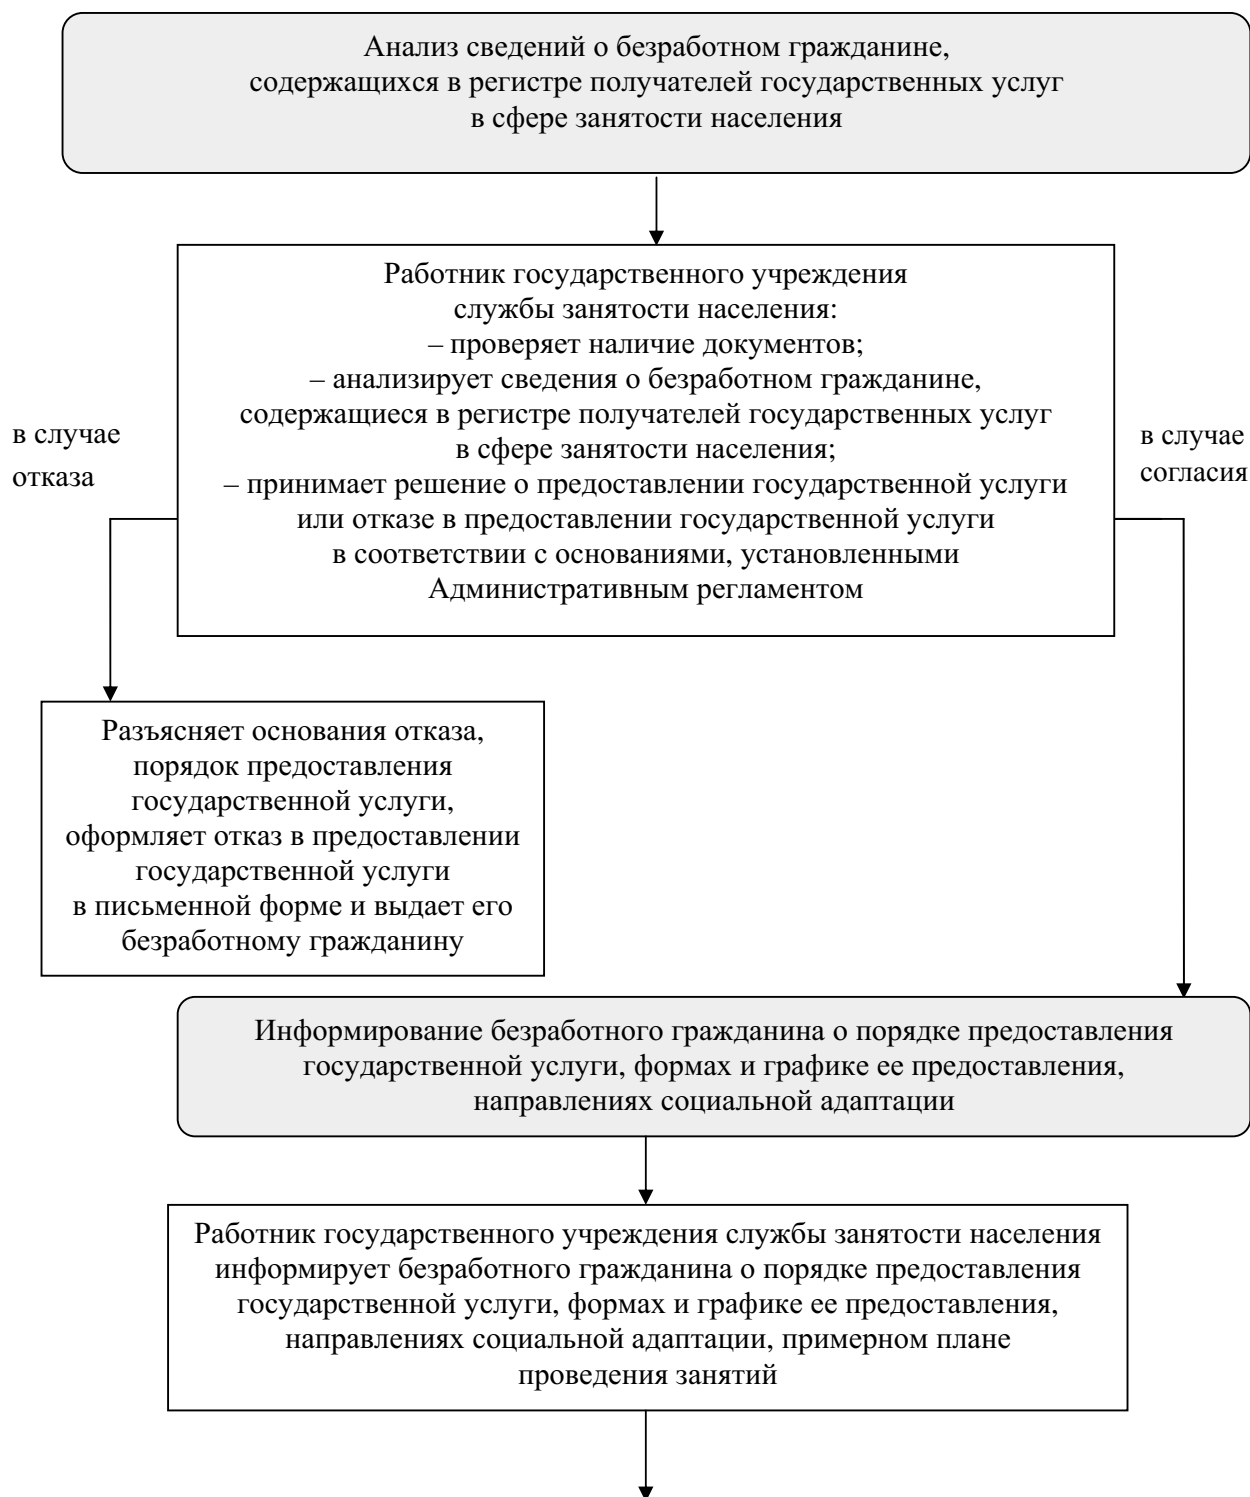 Анализ сведений о безработном гражданине,
содержащихся в регистре получателей государственных услуг
в сфере занятости населения
Работник государственного учреждения
службы занятости населения:
– проверяет наличие документов;
– анализирует сведения о безработном гражданине,
содержащиеся в регистре получателей государственных услуг
в сфере занятости населения;
– принимает решение о предоставлении государственной услуги
или отказе в предоставлении государственной услуги
в соответствии с основаниями, установленными
Административным регламентом
в случае
отказа
в случае
согласия
Разъясняет основания отказа,
порядок предоставления
государственной услуги,
оформляет отказ в предоставлении
государственной услуги
в письменной форме и выдает его
безработному гражданину
Информирование безработного гражданина о порядке предоставления
государственной услуги, формах и графике ее предоставления,
направлениях социальной адаптации
Работник государственного учреждения службы занятости населения
информирует безработного гражданина о порядке предоставления
государственной услуги, формах и графике ее предоставления,
направлениях социальной адаптации, примерном плане
проведения занятий